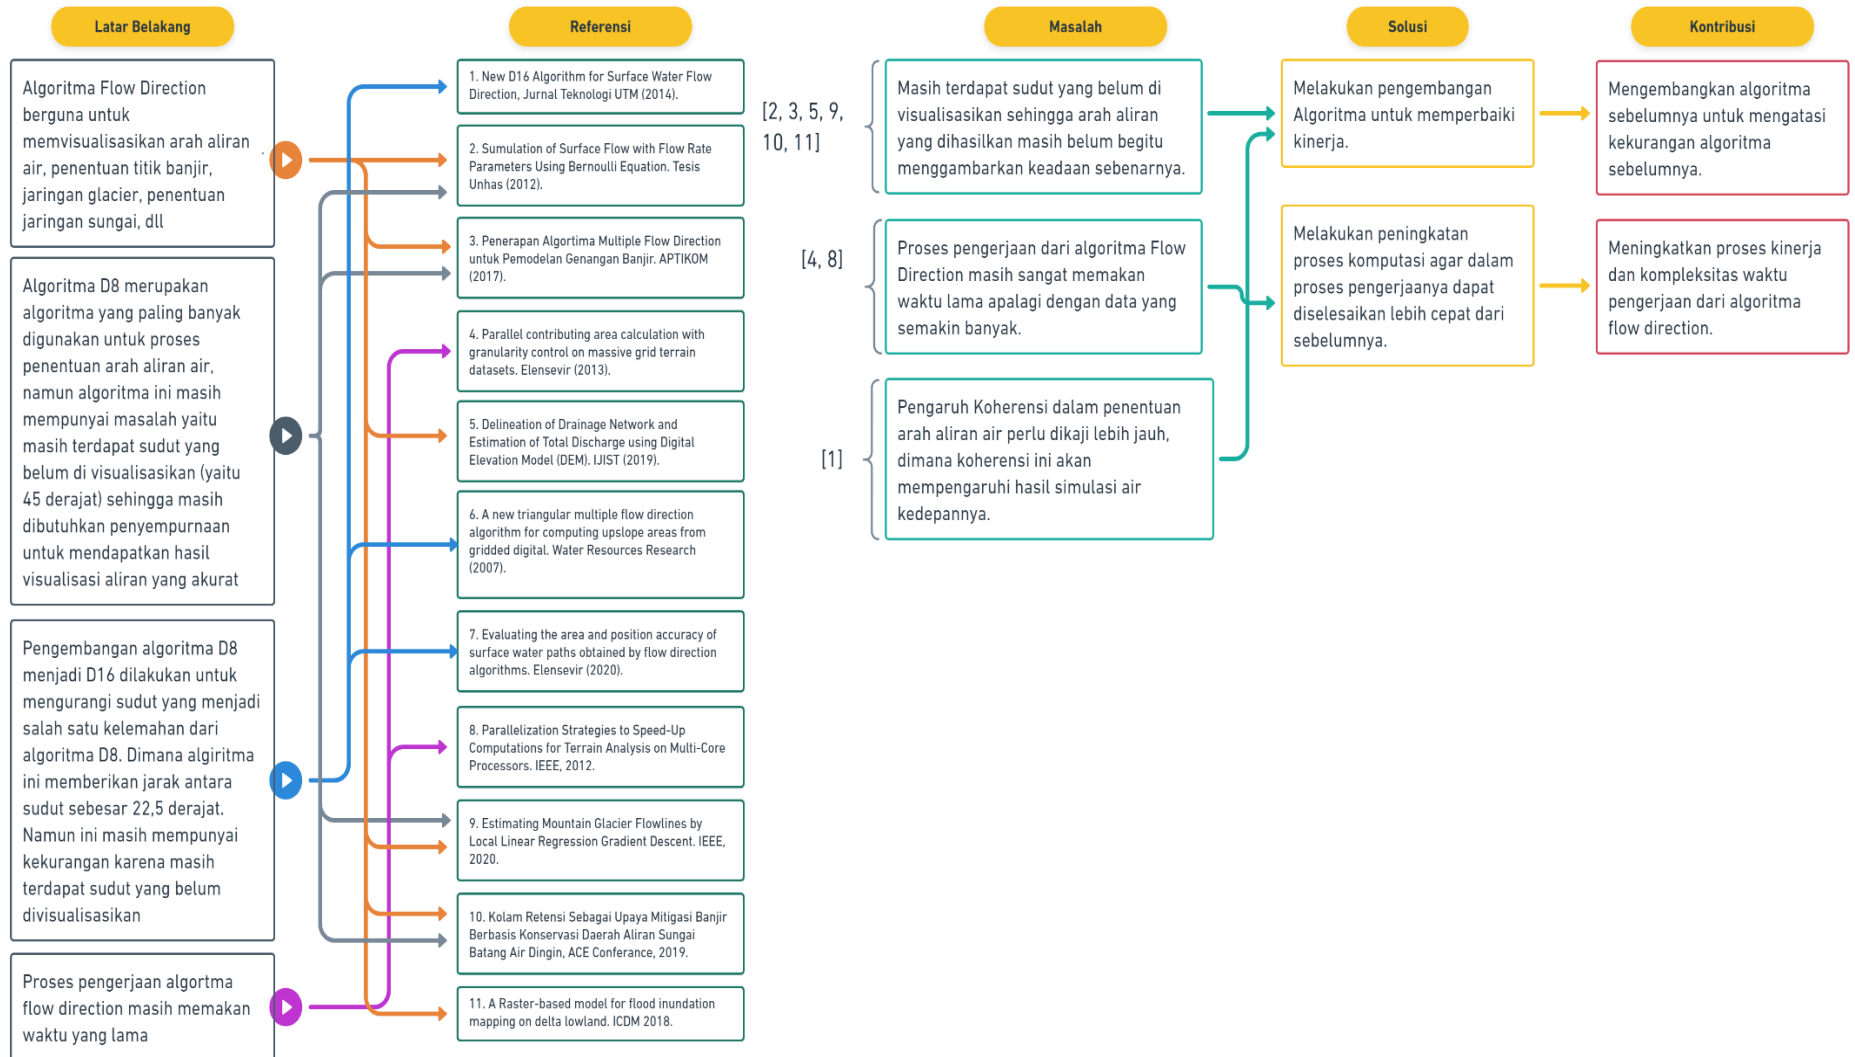 Latar Belakang
Algoritma Flow Direction
berguna untuk
memvisualisasikan arah aliran
air, penentuan titik banjir,
jaringan glacier, penentuan
jaringan sungai, dll
Algoritma D8 merupakan
algoritma yang paling banyak
digunakan untuk proses
penentuan arah aliran air,
namun algoritma ini masih
mempunyai masalah yaitu
masih terdapat sudut yang
belum di visualisasikan (yaitu
45 derajat) sehingga masih
dibutuhkan penyempurnaan
untuk mendapatkan hasil
visualisasi aliran yang akurat
Pengembangan algoritma D8
menjadi D16 dilakukan untuk
mengurangi sudut yang menjadi
salah satu kelemahan dari
algoritma D8. Dimana algiritma
ini memberikan jarak antara
sudut sebesar 22,5 derajat.
Namun ini masih mempunyai
kekurangan karena masih
terdapat sudut yang belum
divisualisasikan
Proses pengerjaan algortma
flow direction masih memakan
waktu yang lama
Referensi
1. New D16 Algorithm for Surface Water Flow
Direction, Jurnal Teknologi UTM (2014).
2. Sumulation of Surface Flow with Flow Rate
Parameters Using Bernoulli Equation. Tesis
Unhas (2012).
3. Penerapan Algortima Multiple Flow Direction
untuk Pemodelan Genangan Banjir. APTIKOM
(2017).
4. Parallel contributing area calculation with
granularity control on massive grid terrain
datasets. Elensevir (2013).
5. Delineation of Drainage Network and
Estimation of Total Discharge using Digital
Elevation Model (DEM). IJIST (2019).
6. A new triangular multiple flow direction
algorithm for computing upslope areas from
gridded digital. Water Resources Research
(2007).
7. Evaluating the area and position accuracy of
surface water paths obtained by flow direction
algorithms. Elensevir (2020).
8. Parallelization Strategies to Speed-Up
Computations for Terrain Analysis on Multi-Core
Processors. IEEE, 2012.
9. Estimating Mountain Glacier Flowlines by
Local Linear Regression Gradient Descent. IEEE,
2020.
10. Kolam Retensi Sebagai Upaya Mitigasi Banjir
Berbasis Konservasi Daerah Aliran Sungai
Batang Air Dingin, ACE Conferance, 2019.
11. A Raster-based model for flood inundation
mapping on delta lowland. ICDM 2018.
Masalah
[2, 3, 5, 9,
10, 11]
Masih terdapat sudut yang belum di
visualisasikan sehingga arah aliran
yang dihasilkan masih belum begitu
menggambarkan keadaan sebenarnya.
[4, 8]
Proses pengerjaan dari algoritma Flow
Direction masih sangat memakan
waktu lama apalagi dengan data yang
semakin banyak.
[1]
Pengaruh Koherensi dalam penentuan
arah aliran air perlu dikaji lebih jauh,
dimana koherensi ini akan
mempengaruhi hasil simulasi air
kedepannya.
Solusi
Melakukan pengembangan
Algoritma untuk memperbaiki
kinerja.
Melakukan peningkatan
proses komputasi agar dalam
proses pengerjaanya dapat
diselesaikan lebih cepat dari
sebelumnya.
Kontribusi
Mengembangkan algoritma
sebelumnya untuk mengatasi
kekurangan algoritma
sebelumnya.
Meningkatkan proses kinerja
dan kompleksitas waktu
pengerjaan dari algoritma
flow direction.